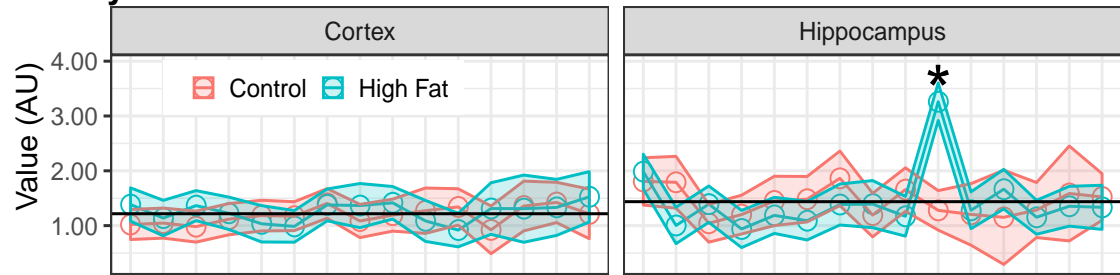 Cortex
Hippocampus
Value (AU)
4.00
3.00
2.00
1.00
Control
High Fat
*